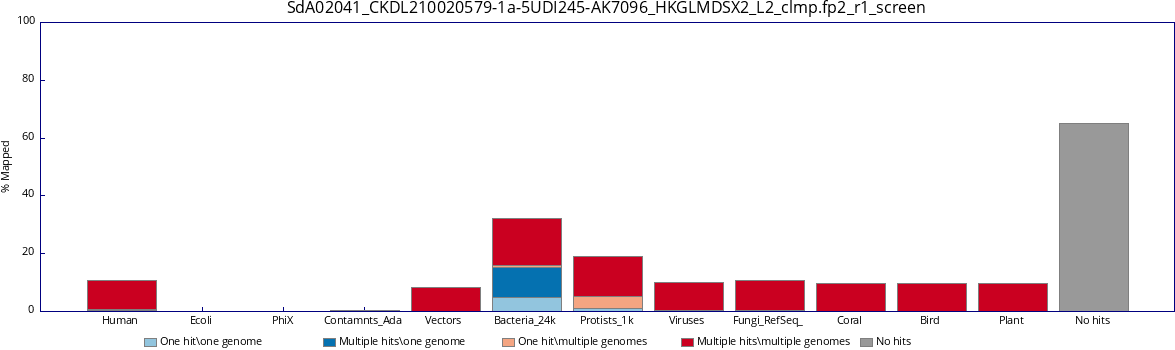 SdA02041_CKDL210020579-1a-5UDI245-AK7096_HKGLMDSX2_L2_clmp.fp2_r1_screen
100
80
60
40
20
0
% Mapped
Human Ecoli PhiX Contamnts_Ada Vectors Bacteria_24k Protists_1k Viruses Fungi_RefSeq_ Coral Bird Plant No hits
One hit\one genome Multiple hits\one genome One hit\multiple genomes Multiple hits\multiple genomes No hits